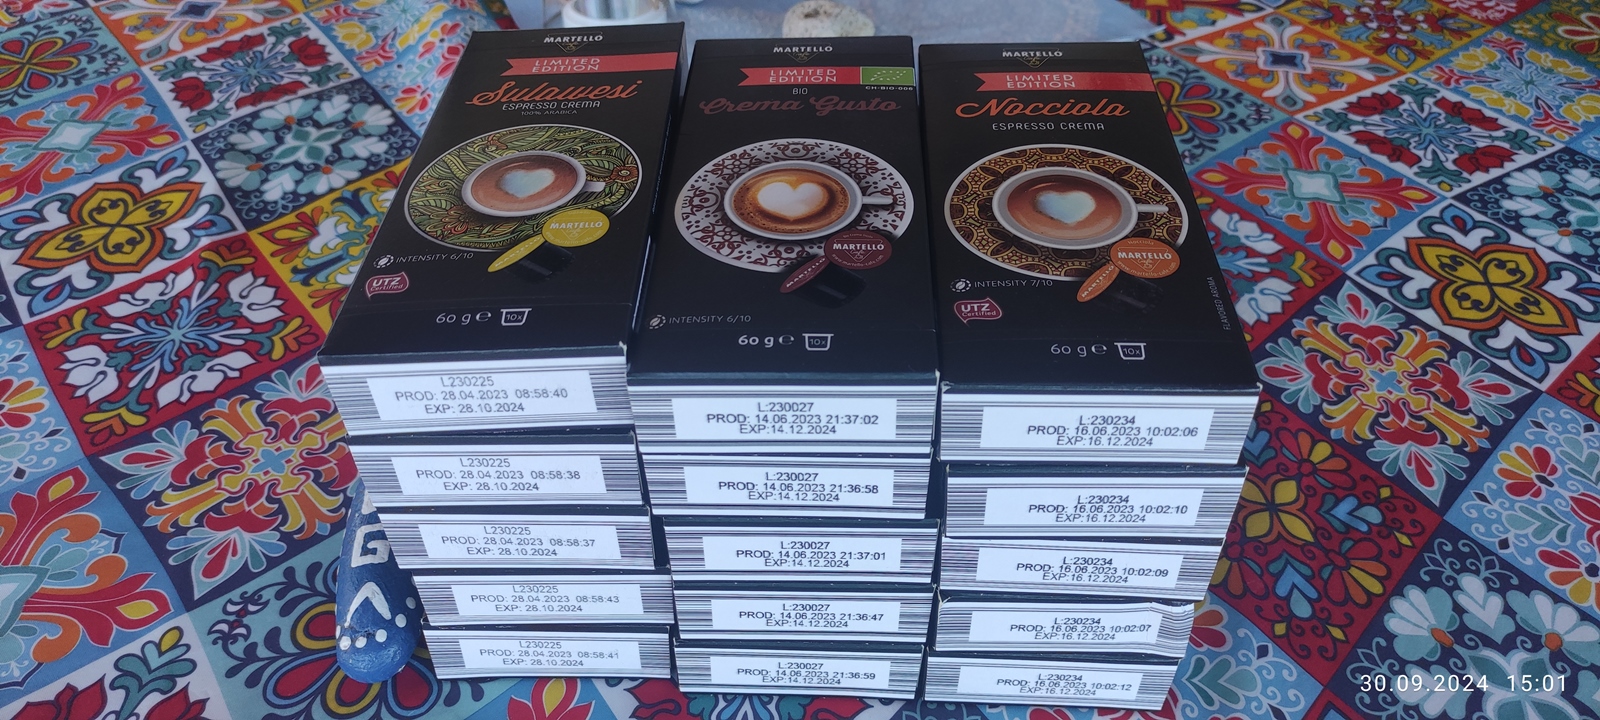 MARTELLO
LIMITED
EDITION
Sulawesi
ESPRESSO CREMA
100% ARABICA
MARTELLO
INTENSITY 6/10
UTZ
Certified
60 g e 10x
L230225
PROD: 28.04.2023 08:58:40
EXP: 28.10.2024
L230225
PROD: 28.04.2023 08:58:38
EXP: 28.10.2024
L230225
PROD: 28.04.2023 08:58:37
EXP: 28.10.2024
L230225
PROD: 28.04.2023 08:58:43
EXP: 28.10.2024
L230225
PROD: 28.04.2023 08:58:41
EXP: 28.10.2024
MARTELLO
LIMITED
EDITION
CH-BIO-006
BIO
Crema Gusto
MARTELLO
MARTELLO
INTENSITY 6/10
60 g e 10x
L:230027
PROD: 14.06.2023 21:37:02
EXP:14.12.2024
L:230027
PROD: 14.06.2023 21:36:58
EXP:14.12.2024
L:230027
PROD: 14.06.2023 21:37:01
EXP:14.12.2024
L:230027
PROD: 14.06.2023 21:36:47
EXP:14.12.2024
L:230027
PROD: 14.06.2023 21:36:59
EXP:14.12.2024
MARTELLO
LIMITED
EDITION
Nocciola
ESPRESSO CREMA
MARTELLO
MARTELLO
INTENSITY 7/10
UTZ
Certified
FLAVORED AROMA
60 g e 10x
L:230234
PROD: 16.06.2023 10:02:06
EXP:16.12.2024
L:230234
PROD: 16.06.2023 10:02:10
EXP:16.12.2024
L:230234
PROD: 16.06.2023 10:02:09
EXP:16.12.2024
L:230234
PROD: 16.06.2023 10:02:07
EXP:16.12.2024
L:230234
PROD: 16.06.2023 10:02:12
EXP:16.12.2024
30.09.2024 15:01